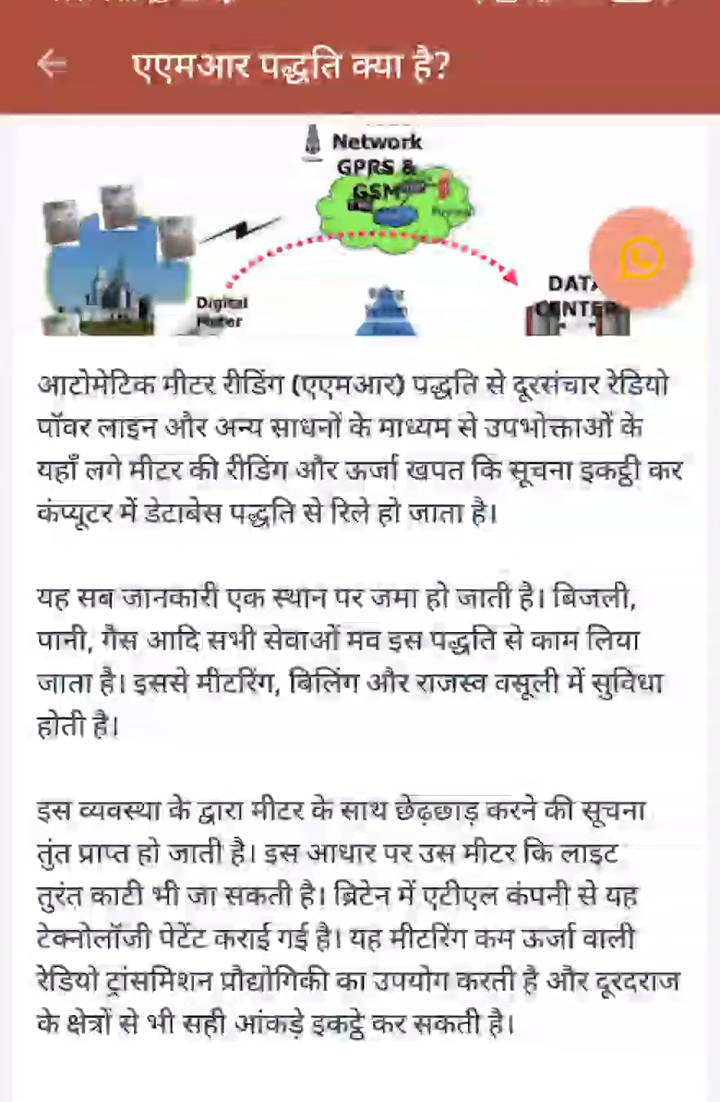 एएमआर पद्धति क्या है?
Network
GPRS &
GSM
Digital
Meter
DATA
CENTER
आटोमेटिक मीटर रीडिंग (एएमआर) पद्धति से दूरसंचार रेडियो
पॉवर लाइन और अन्य साधनों के माध्यम से उपभोक्ताओं के
यहाँ लगे मीटर की रीडिंग और ऊर्जा खपत कि सूचना इकट्ठी कर
कंप्यूटर में डेटाबेस पद्धति से रिले हो जाता है।
यह सब जानकारी एक स्थान पर जमा हो जाती है। बिजली,
पानी, गैस आदि सभी सेवाओं मव इस पद्धति से काम लिया
जाता है। इससे मीटरिंग, बिलिंग और राजस्व वसूली में सुविधा
होती है।
इस व्यवस्था के द्वारा मीटर के साथ छेढ़छाड़ करने की सूचना
तुंत प्राप्त हो जाती है। इस आधार पर उस मीटर कि लाइट
तुरंत काटी भी जा सकती है। ब्रिटेन में एटीएल कंपनी से यह
टेक्नोलॉजी पेटेंट कराई गई है। यह मीटरिंग कम ऊर्जा वाली
रेडियो ट्रांसमिशन प्रौद्योगिकी का उपयोग करती है और दूरदराज
के क्षेत्रों से भी सही आंकड़े इकट्ठे कर सकती है।